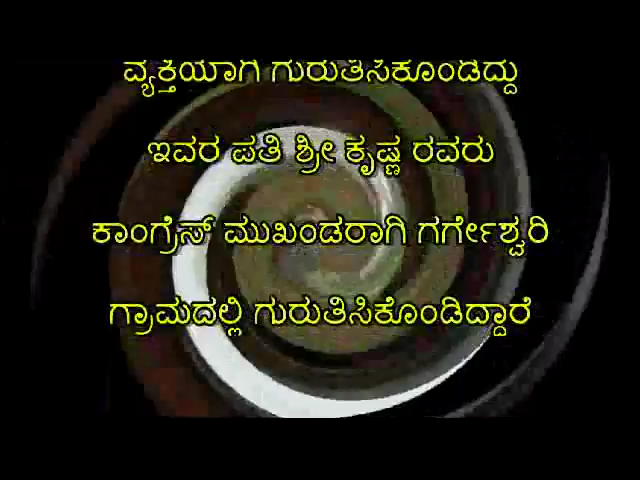 ವ್ಯಕ್ತಿಯಾಗಿ ಗುರುತಿಸಿಕೊಂಡಿದ್ದು
ಇವರ ಪತಿ ಶ್ರೀ ಕೃಷ್ಣ ರವರು
ಕಾಂಗ್ರೆಸ್ ಮುಖಂಡರಾಗಿ ಗರ್ಗೇಶ್ವರಿ
ಗ್ರಾಮದಲ್ಲಿ ಗುರುತಿಸಿಕೊಂಡಿದ್ದಾರೆ